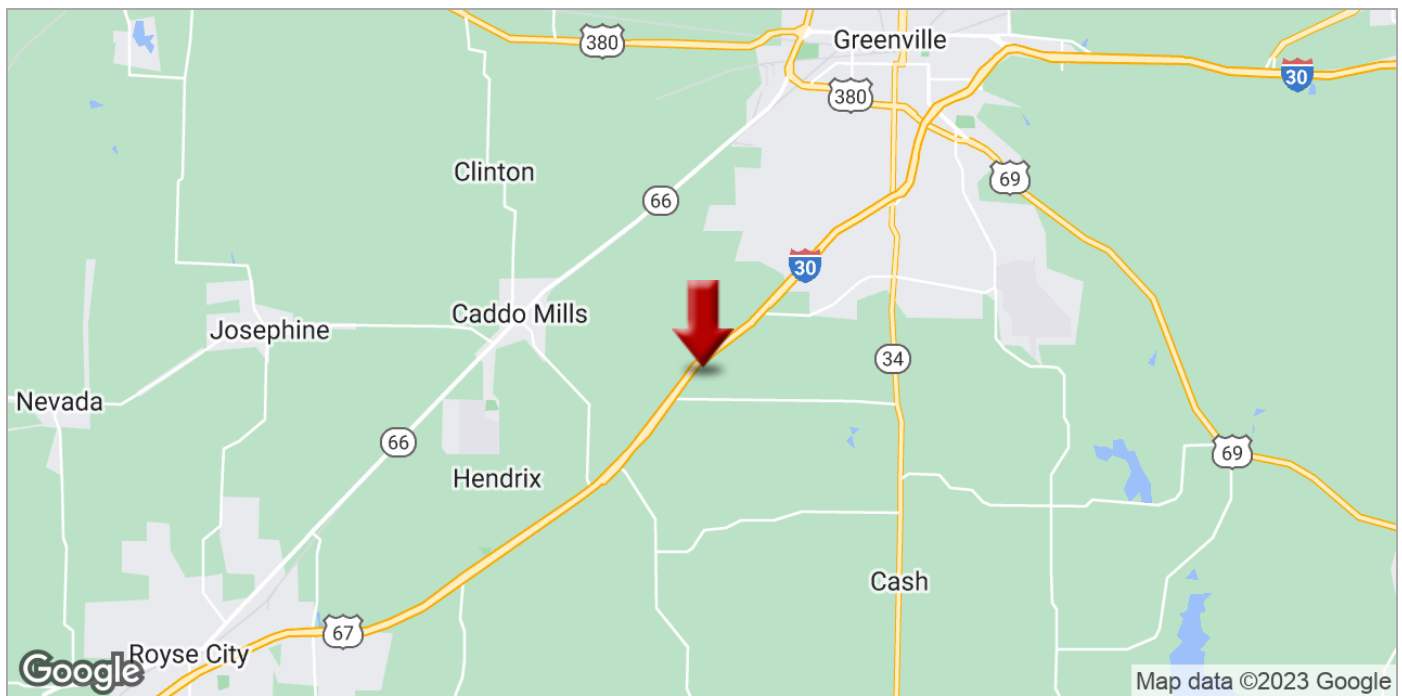 380
Greenville
30
380
Clinton
69
66
30
Caddo Mills
Josephine
34
Nevada
66
69
Hendrix
Cash
67
Royse City
Google
Map data ©2023 Google